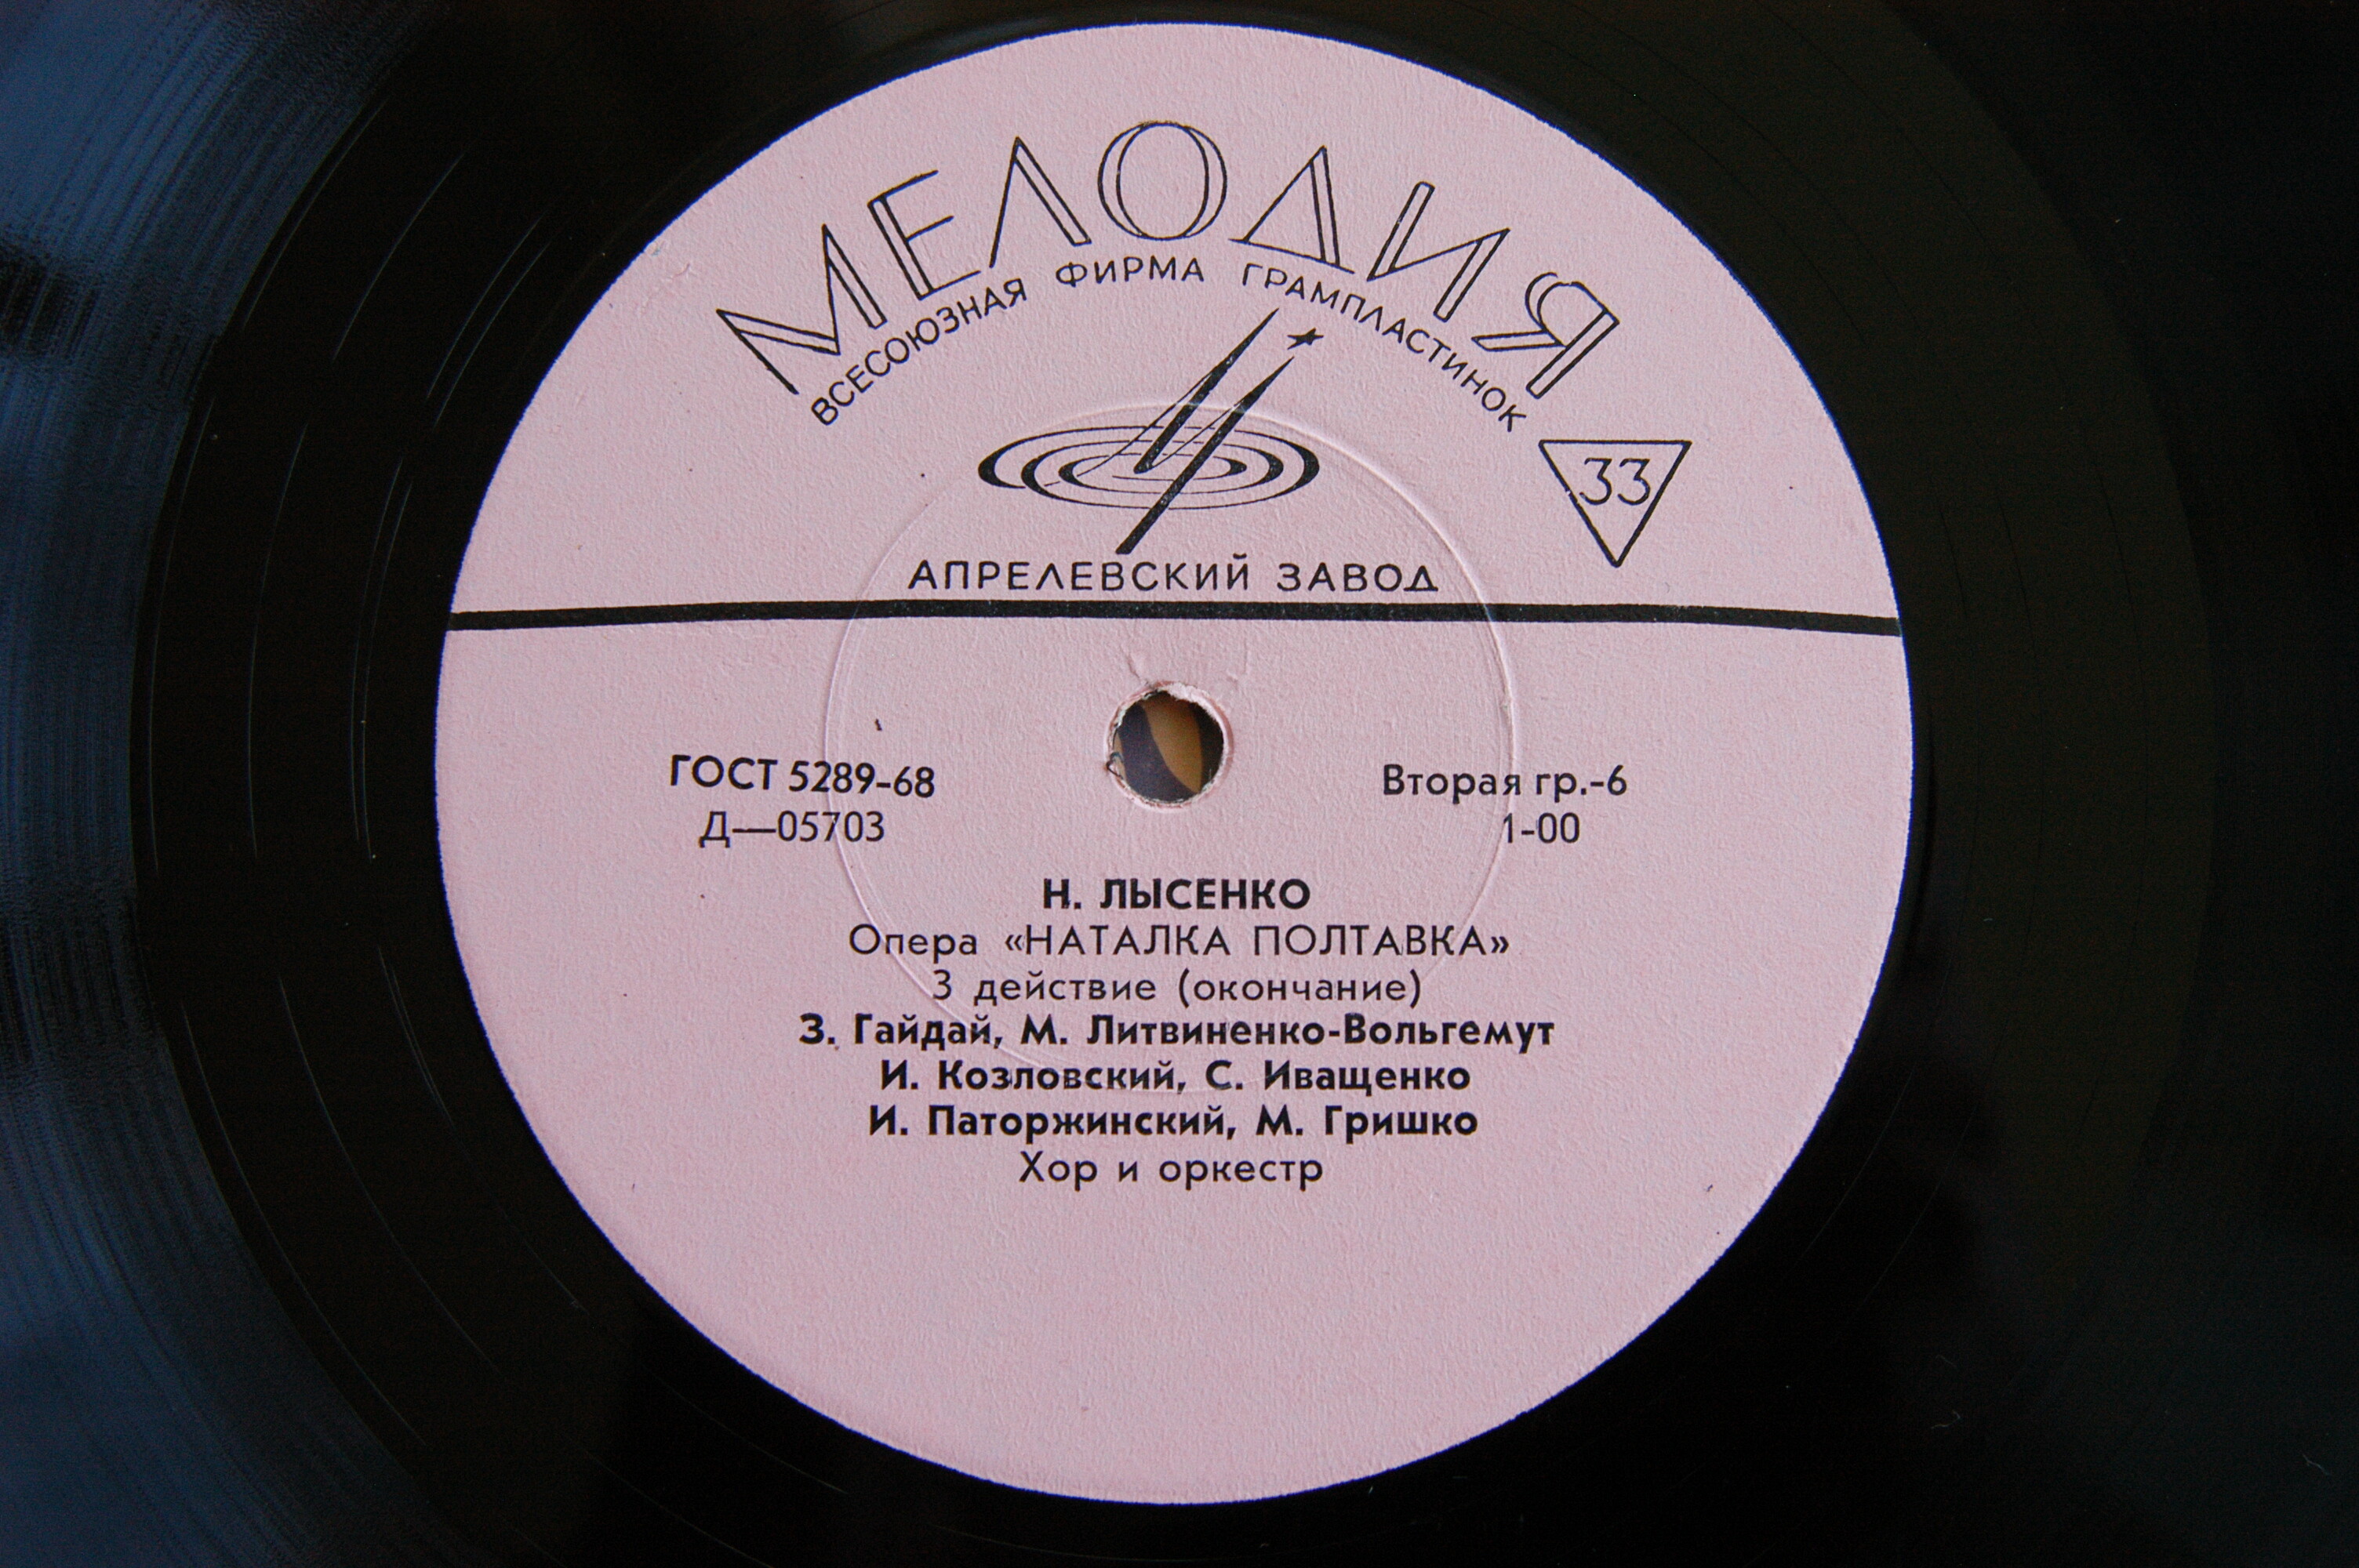 МЕЛОДИЯ
ВСЕСОЮЗНАЯ ФИРМА ГРАМПЛАСТИНОК
33
АПРЕЛЕВСКИЙ ЗАВОД
ГОСТ 5289-68
Вторая гр.-6
Д—05703
1-00
Н. ЛЫСЕНКО
Опера «НАТАЛКА ПОЛТАВКА»
3 действие (окончание)
З. Гайдай, М. Литвиненко-Вольгемут
И. Козловский, С. Иващенко
И. Паторжинский, М. Гришко
Хор и оркестр